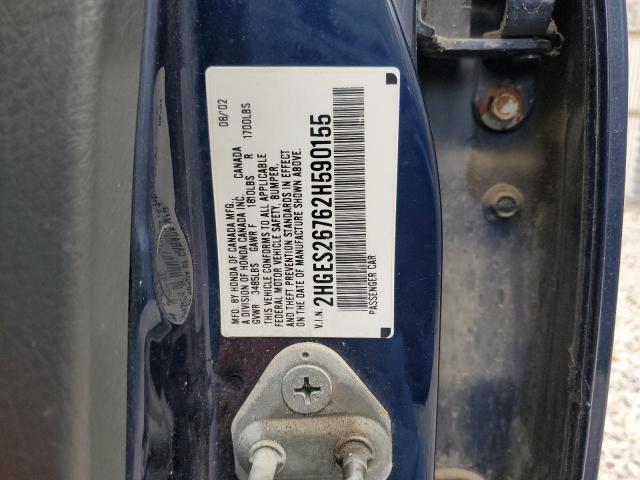 MFD. BY HONDA OF CANADA MFG. 08/02
A DIVISION OF HONDA CANADA INC. CANADA
GVWR 3485LBS GAWR F 1810LBS R 1700LBS
THIS VEHICLE CONFORMS TO ALL APPLICABLE
FEDERAL MOTOR VEHICLE SAFETY, BUMPER,
AND THEFT PREVENTION STANDARDS IN EFFECT
ON THE DATE OF MANUFACTURE SHOWN ABOVE.
V.I.N. 2HGES26762H590155
PASSENGER CAR